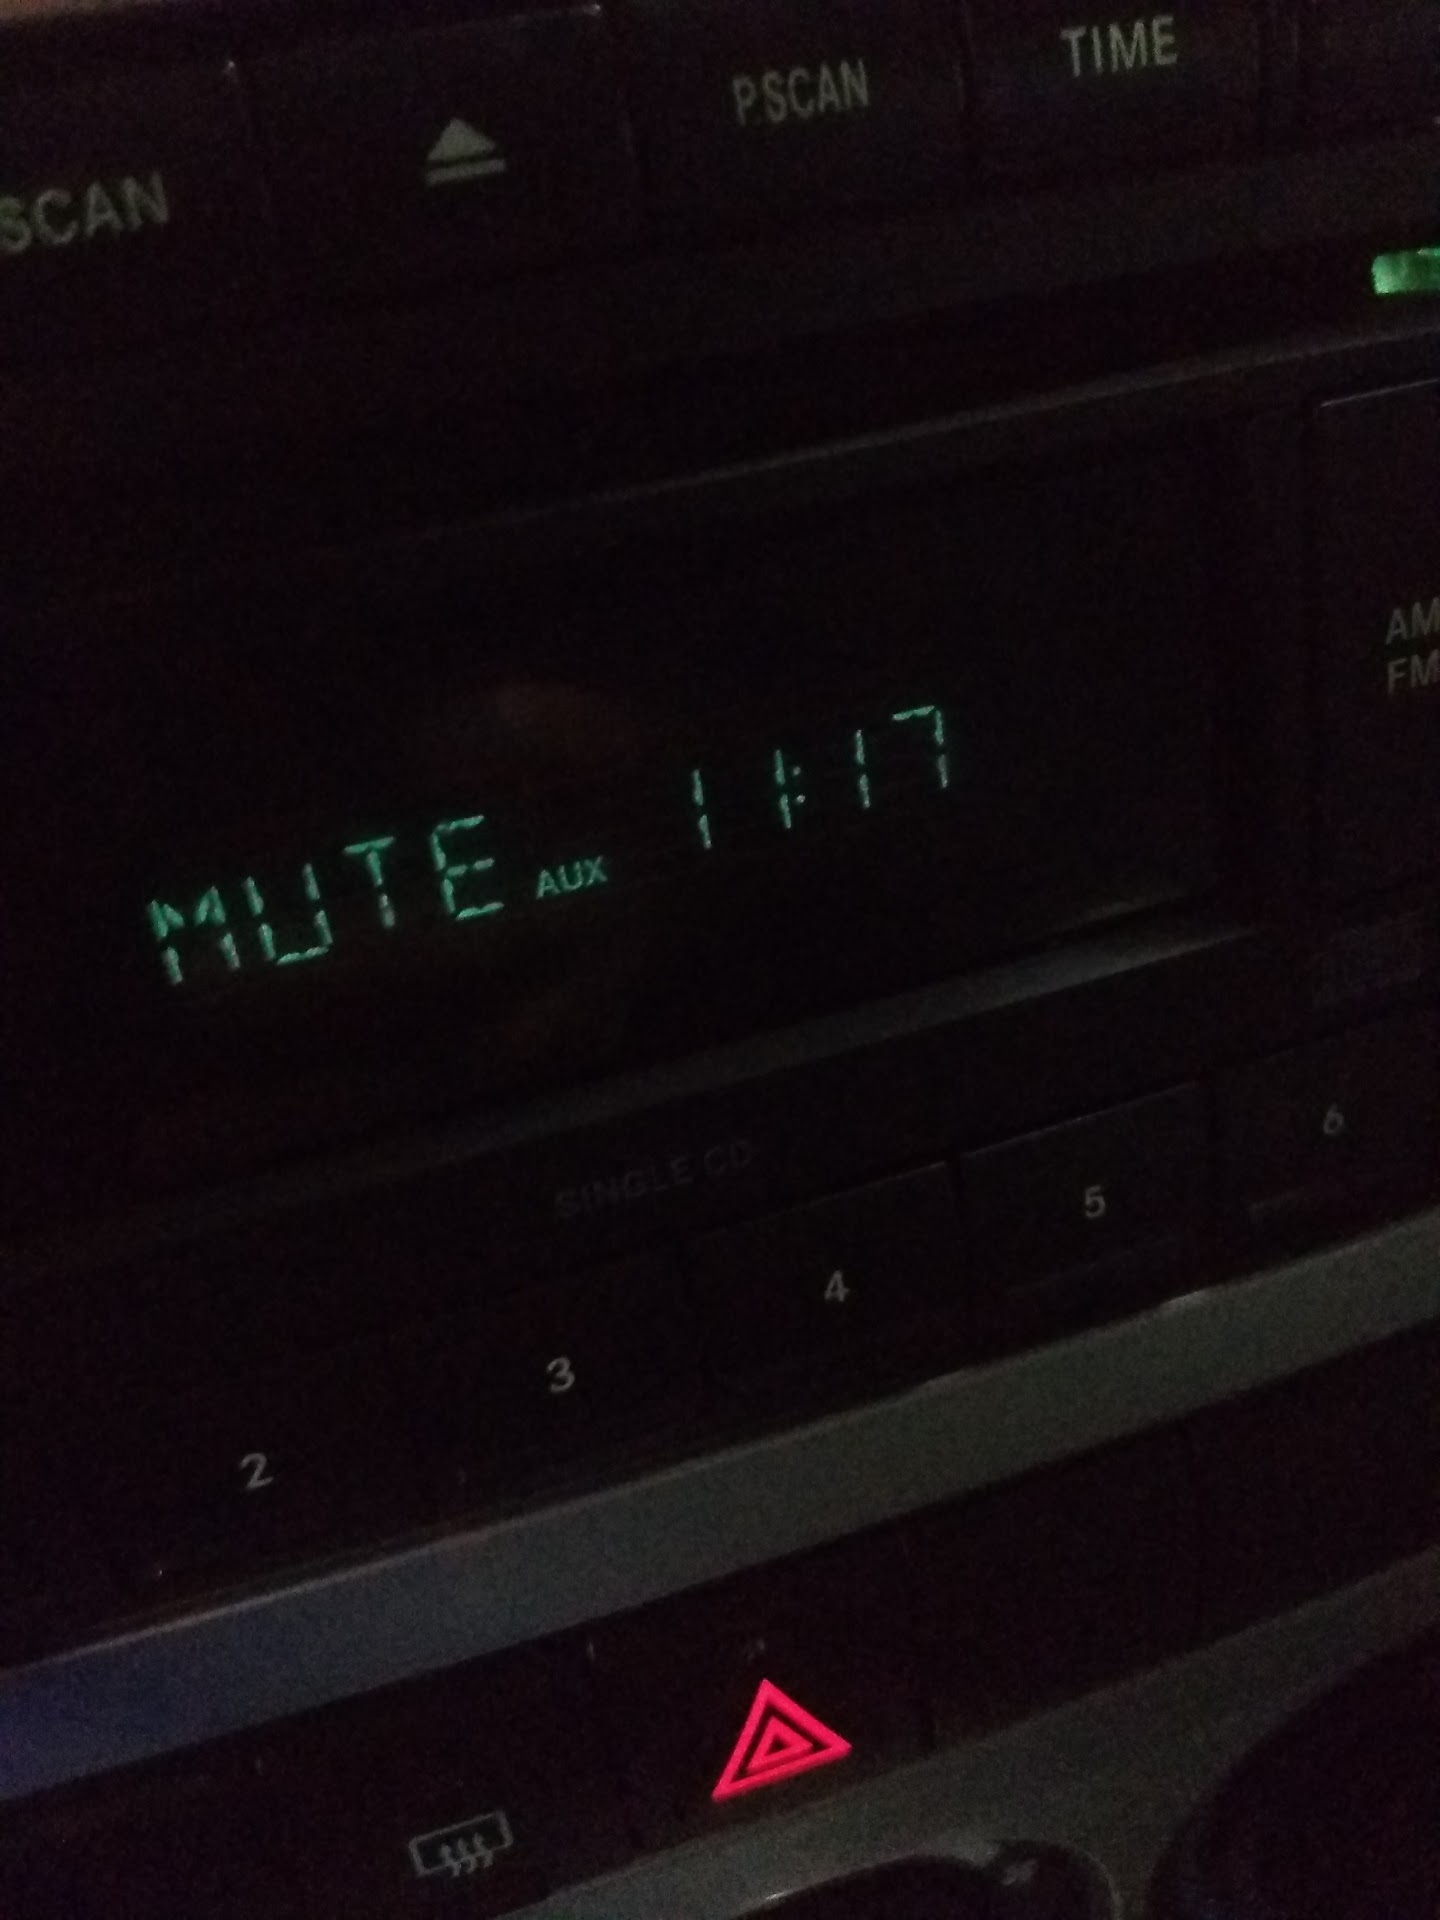 SCAN
P.SCAN
TIME
AM
FM
MUTE AUX 11:17
SINGLE CD
2 3 4 5 6